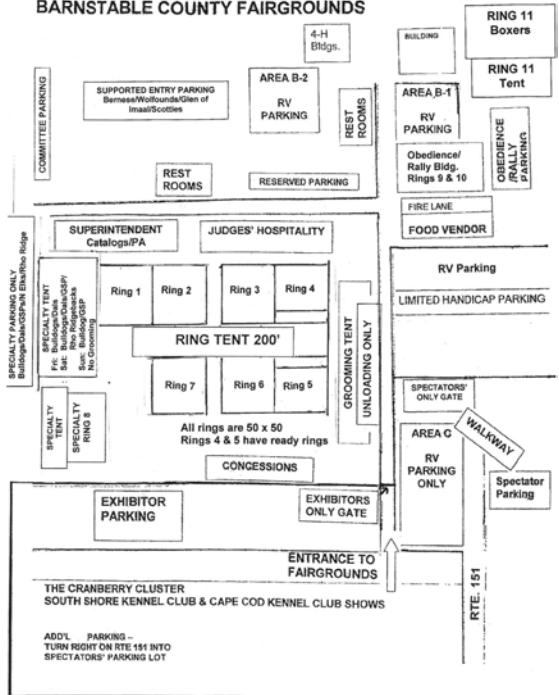 BARNSTABLE COUNTY FAIRGROUNDS
4-H
Bldgs.
BUILDING
RING 11
Boxers
RING 11
Tent
COMMITTEE PARKING
SUPPORTED ENTRY PARKING
Berness/Wolfounds/Glen of
Imaal/Scotties
AREA B-2
RV
PARKING
REST
ROOMS
AREA B-1
RV
PARKING
Obedience/
Rally Bldg.
Rings 9 & 10
OBEDIENCE
/RALLY
PARKING
REST
ROOMS
RESERVED PARKING
FIRE LANE
FOOD VENDOR
SUPERINTENDENT
Catalogs/PA
JUDGES' HOSPITALITY
SPECIALTY PARKING ONLY
Bulldogs/Dals/GSPs/N Elks/Rho Ridge
SPECIALTY TENT
Fri: Bulldogs/Dals
Sat: Bulldogs/Dals/GSP/
Rho Ridgebacks
Sun: Bulldog/GSP
No Grooming
Ring 1
Ring 2
Ring 3
Ring 4
RV Parking
LIMITED HANDICAP PARKING
RING TENT 200'
GROOMING TENT
UNLOADING ONLY
Ring 7
Ring 6
Ring 5
SPECTATORS'
ONLY GATE
SPECIALTY
TENT
SPECIALTY
RING 8
All rings are 50 x 50
Rings 4 & 5 have ready rings
AREA C
RV
PARKING
ONLY
WALKWAY
CONCESSIONS
Spectator
Parking
EXHIBITOR
PARKING
EXHIBITORS
ONLY GATE
ENTRANCE TO
FAIRGROUNDS
RTE. 151
THE CRANBERRY CLUSTER
SOUTH SHORE KENNEL CLUB & CAPE COD KENNEL CLUB SHOWS
ADD'L PARKING –
TURN RIGHT ON RTE 151 INTO
SPECTATORS' PARKING LOT